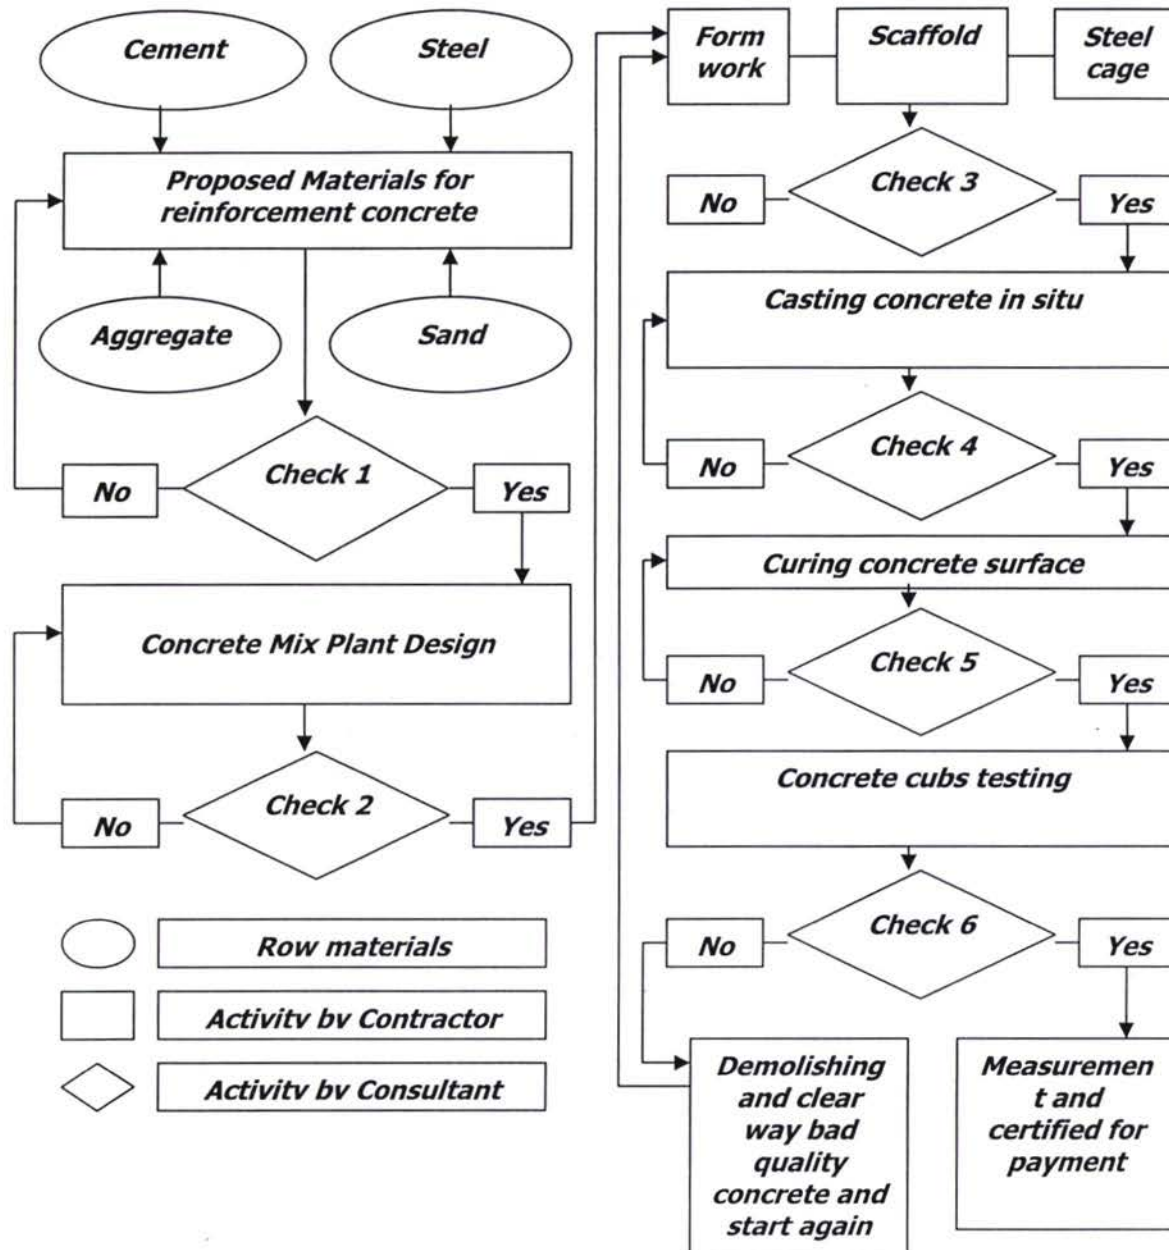 Cement
Steel
Proposed Materials for
reinforcement concrete
Aggregate
Sand
Check 1
No
Yes
Concrete Mix Plant Design
Check 2
No
Yes
Row materials
Activity by Contractor
Activity by Consultant
Form
work
Scaffold
Steel
cage
Check 3
No
Yes
Casting concrete in situ
Check 4
No
Yes
Curing concrete surface
Check 5
No
Yes
Concrete cubs testing
Check 6
No
Yes
Demolishing
and clear
way bad
quality
concrete and
start again
Measuremen
t and
certified for
payment